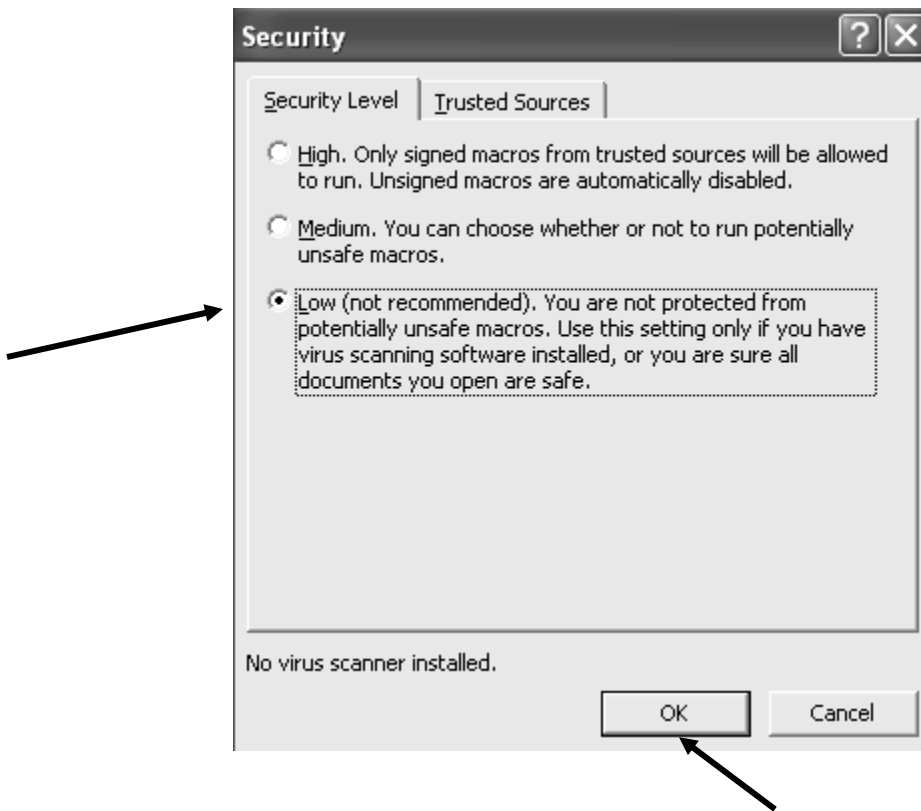 Security
Security Level Trusted Sources
High. Only signed macros from trusted sources will be allowed
to run. Unsigned macros are automatically disabled.
Medium. You can choose whether or not to run potentially
unsafe macros.
Low (not recommended). You are not protected from
potentially unsafe macros. Use this setting only if you have
virus scanning software installed, or you are sure all
documents you open are safe.
No virus scanner installed.
OK Cancel